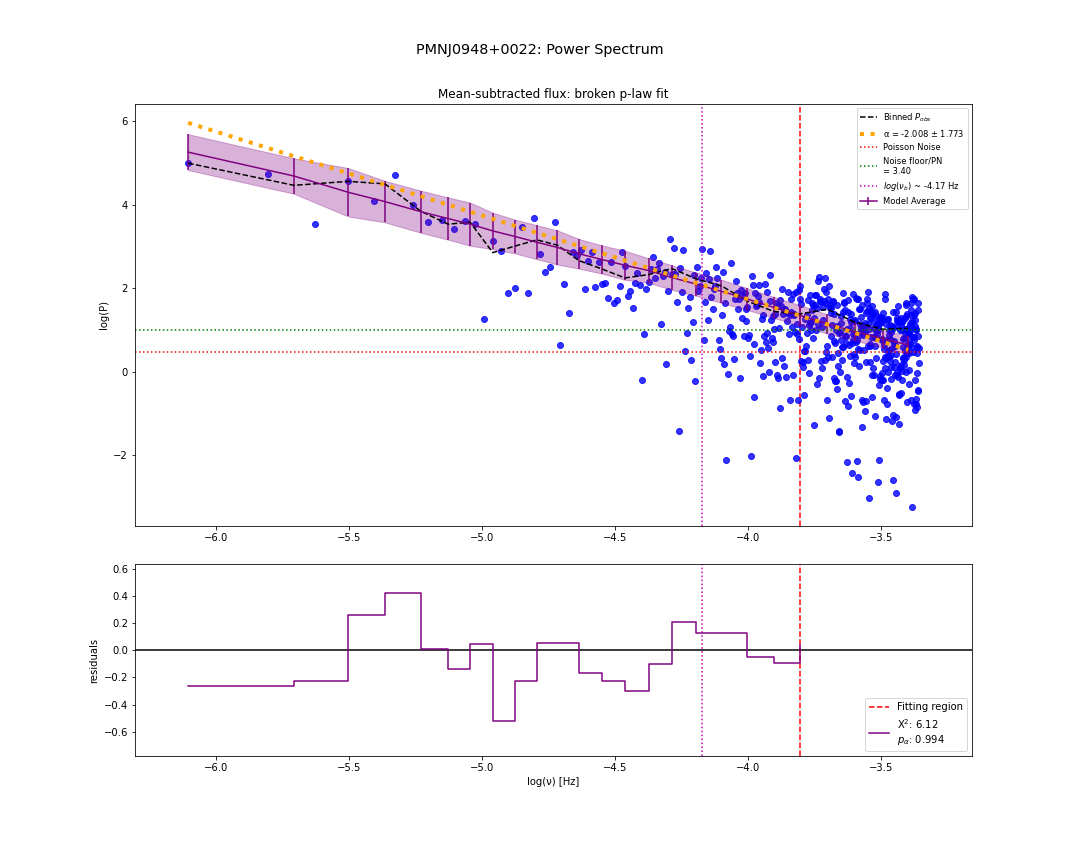 PMNJ0948+0022: Power Spectrum
Mean-subtracted flux: broken p-law fit
log(P)
6
4
2
0
−2
Binned P_obs
α = -2.008 ± 1.773
Poisson Noise
Noise floor/PN
= 3.40
log(ν_b) ~ -4.17 Hz
Model Average
−6.0 −5.5 −5.0 −4.5 −4.0 −3.5
residuals
0.6
0.4
0.2
0.0
−0.2
−0.4
−0.6
Fitting region
X²: 6.12
p_α: 0.994
−6.0 −5.5 −5.0 −4.5 −4.0 −3.5
log(ν) [Hz]